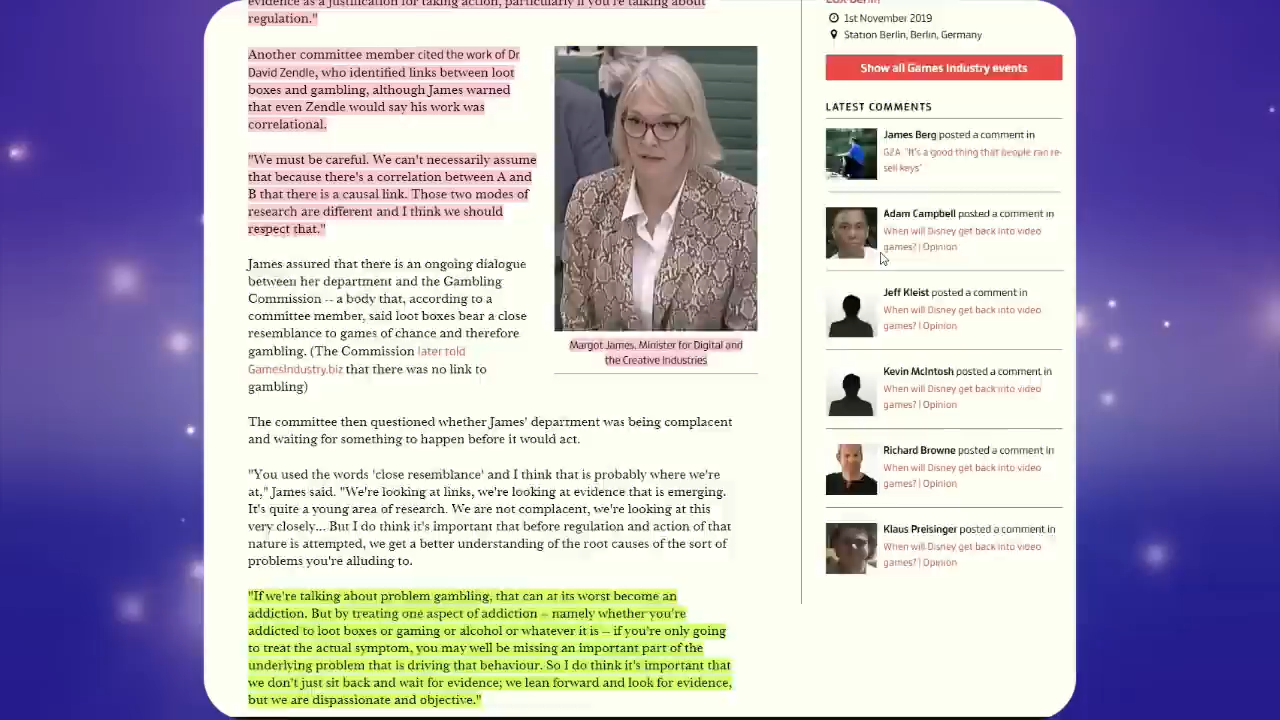 evidence as a justification for taking action, particularly if you're talking about
regulation."
Another committee member cited the work of Dr
David Zendle, who identified links between loot
boxes and gambling, although James warned
that even Zendle would say his work was
correlational.
"We must be careful. We can't necessarily assume
that because there's a correlation between A and
B that there is a causal link. Those two modes of
research are different and I think we should
respect that."
James assured that there is an ongoing dialogue
between her department and the Gambling
Commission -- a body that, according to a
committee member, said loot boxes bear a close
resemblance to games of chance and therefore
gambling. (The Commission later told
GamesIndustry.biz that there was no link to
gambling)
Margot James, Minister for Digital and
the Creative Industries
The committee then questioned whether James' department was being complacent
and waiting for something to happen before it would act.
"You used the words 'close resemblance' and I think that is probably where we're
at," James said. "We're looking at links, we're looking at evidence that is emerging.
It's quite a young area of research. We are not complacent, we're looking at this
very closely... But I do think it's important that before regulation and action of that
nature is attempted, we get a better understanding of the root causes of the sort of
problems you're alluding to.
"If we're talking about problem gambling, that can at its worst become an
addiction. But by treating one aspect of addiction – namely whether you're
addicted to loot boxes or gaming or alcohol or whatever it is – if you're only going
to treat the actual symptom, you may well be missing an important part of the
underlying problem that is driving that behaviour. So I do think it's important that
we don't just sit back and wait for evidence; we lean forward and look for evidence,
but we are dispassionate and objective."
EGX Berlin
1st November 2019
Station Berlin, Berlin, Germany
Show all Games Industry events
LATEST COMMENTS
James Berg posted a comment in
G2A: "It's a good thing that people can re-
sell keys"
Adam Campbell posted a comment in
When will Disney get back into video
games? | Opinion
Jeff Kleist posted a comment in
When will Disney get back into video
games? | Opinion
Kevin McIntosh posted a comment in
When will Disney get back into video
games? | Opinion
Richard Browne posted a comment in
When will Disney get back into video
games? | Opinion
Klaus Preisinger posted a comment in
When will Disney get back into video
games? | Opinion